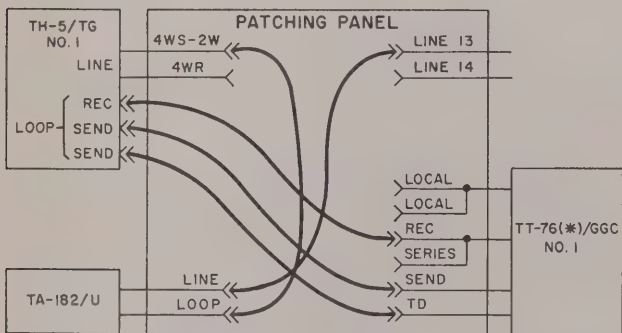 PATCHING PANEL
TH-5/TG
NO. 1
LINE
LOOP
REC
SEND
SEND
4WS-2W
4WR
LINE 13
LINE 14
LOCAL
LOCAL
REC
SERIES
SEND
TD
TT-76(*)/GGC
NO. 1
TA-182/U
LINE
LOOP